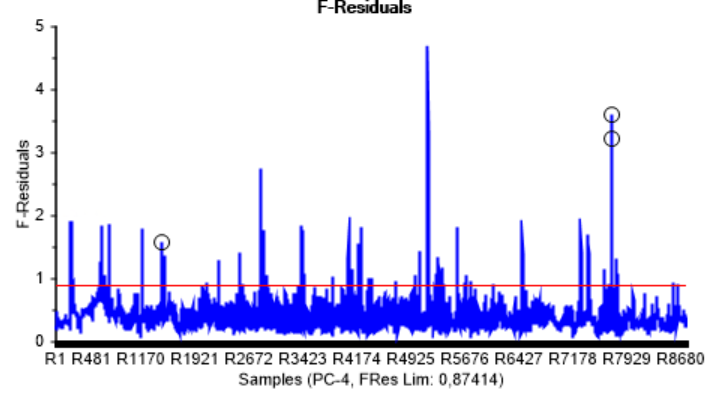 F-Residuals
5
4
3
2
1
0
F-Residuals
R1 R481 R1170 R1921 R2672 R3423 R4174 R4925 R5676 R6427 R7178 R7929 R8680
Samples (PC-4, FRes Lim: 0,87414)